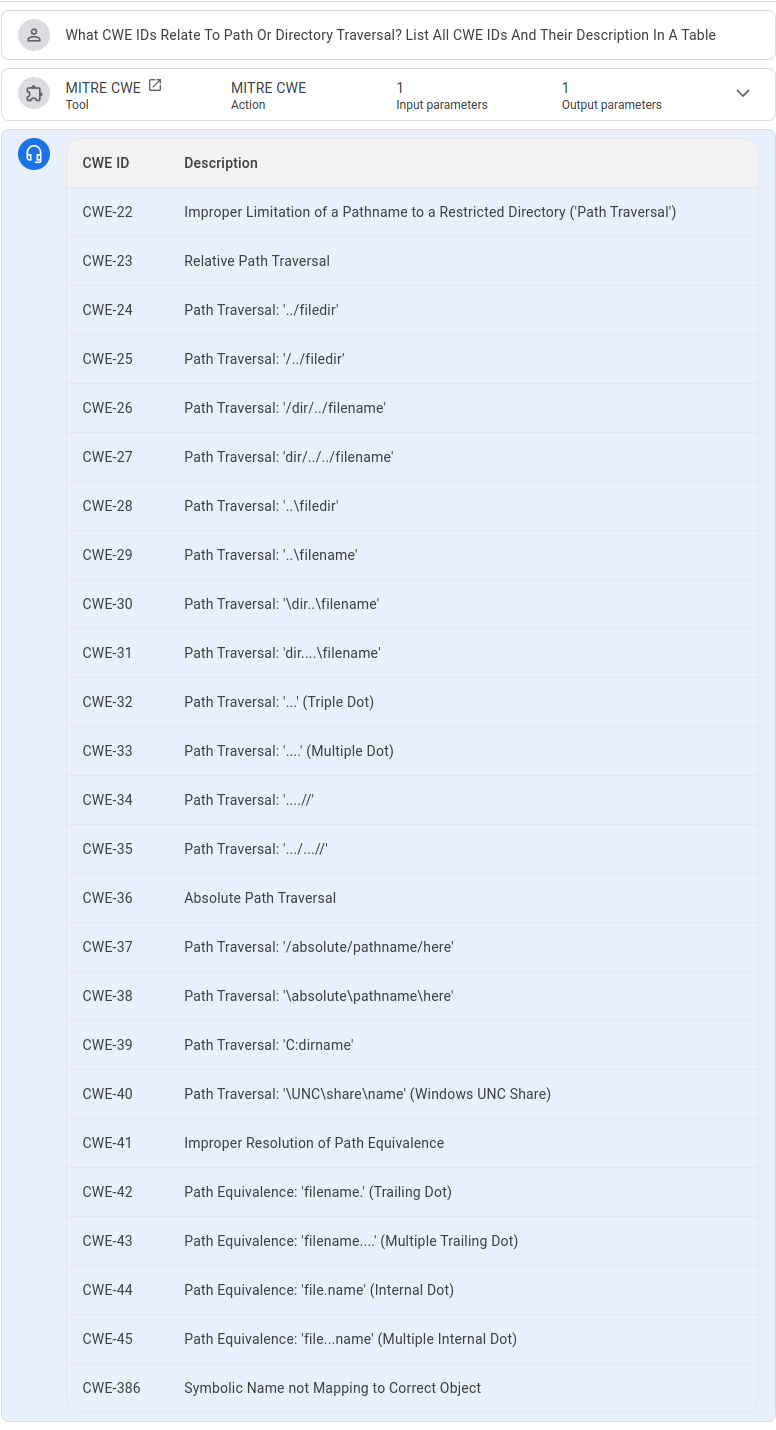 What CWE IDs Relate To Path Or Directory Traversal? List All CWE IDs And Their Description In A Table
MITRE CWE MITRE CWE 1 1
Tool Action Input parameters Output parameters
CWE ID Description
CWE-22 Improper Limitation of a Pathname to a Restricted Directory ('Path Traversal')
CWE-23 Relative Path Traversal
CWE-24 Path Traversal: '../filedir'
CWE-25 Path Traversal: '/../filedir'
CWE-26 Path Traversal: '/dir/../filename'
CWE-27 Path Traversal: 'dir/../../filename'
CWE-28 Path Traversal: '..\filedir'
CWE-29 Path Traversal: '..\filename'
CWE-30 Path Traversal: '\dir..\filename'
CWE-31 Path Traversal: 'dir....\filename'
CWE-32 Path Traversal: '...' (Triple Dot)
CWE-33 Path Traversal: '....' (Multiple Dot)
CWE-34 Path Traversal: '....//'
CWE-35 Path Traversal: '.../...//'
CWE-36 Absolute Path Traversal
CWE-37 Path Traversal: '/absolute/pathname/here'
CWE-38 Path Traversal: '\absolute\pathname\here'
CWE-39 Path Traversal: 'C:dirname'
CWE-40 Path Traversal: '\UNC\share\name' (Windows UNC Share)
CWE-41 Improper Resolution of Path Equivalence
CWE-42 Path Equivalence: 'filename.' (Trailing Dot)
CWE-43 Path Equivalence: 'filename....' (Multiple Trailing Dot)
CWE-44 Path Equivalence: 'file.name' (Internal Dot)
CWE-45 Path Equivalence: 'file...name' (Multiple Internal Dot)
CWE-386 Symbolic Name not Mapping to Correct Object